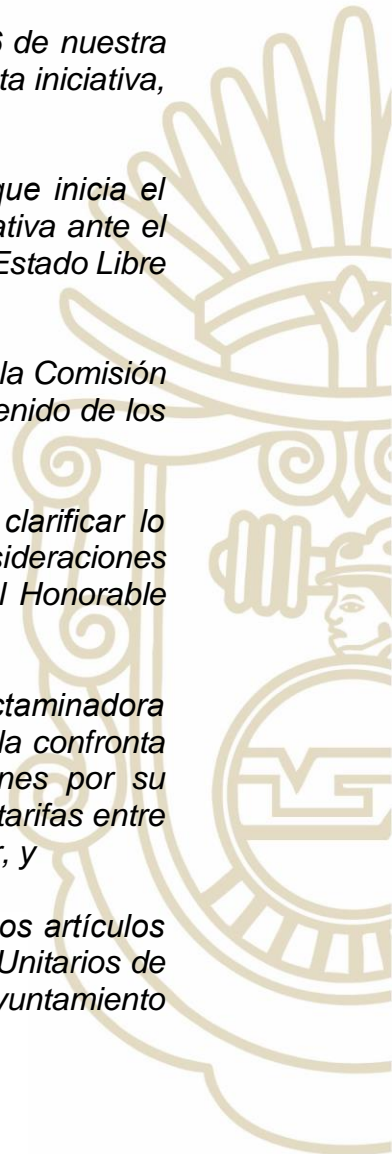 6 de nuestra
ta iniciativa,
que inicia el
ativa ante el
Estado Libre
la Comisión
tenido de los
clarificar lo
sideraciones
l Honorable
ctaminadora
la confronta
nes por su
tarifas entre
r, y
os artículos
Unitarios de
yuntamiento